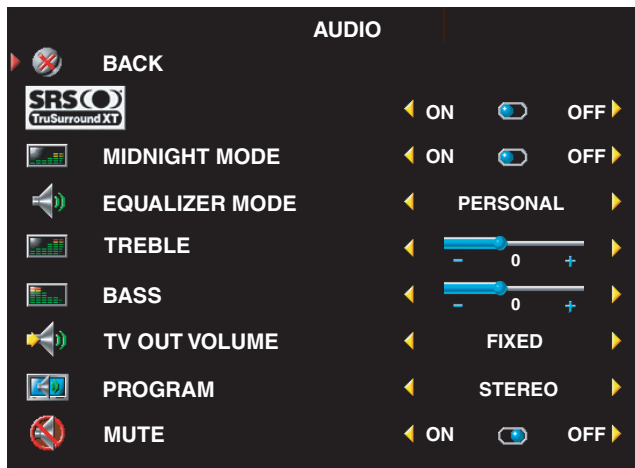 AUDIO
BACK
SRS
TruSurround XT
ON OFF
MIDNIGHT MODE ON OFF
EQUALIZER MODE PERSONAL
TREBLE - 0 +
BASS - 0 +
TV OUT VOLUME FIXED
PROGRAM STEREO
MUTE ON OFF